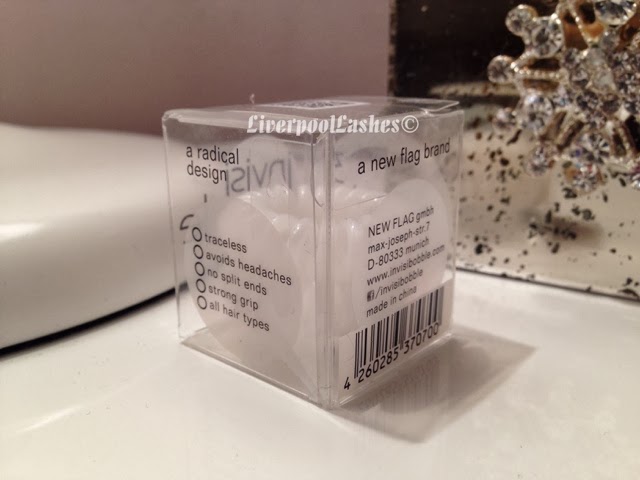 LiverpoolLashes©
a radical
design
invisi
traceless
avoids headaches
no split ends
strong grip
all hair types
a new flag brand
NEW FLAG gmbh
max-joseph-str.7
D-80333 munich
www.invisibobble.com
f/invisibobble
made in china
4 260285 370700